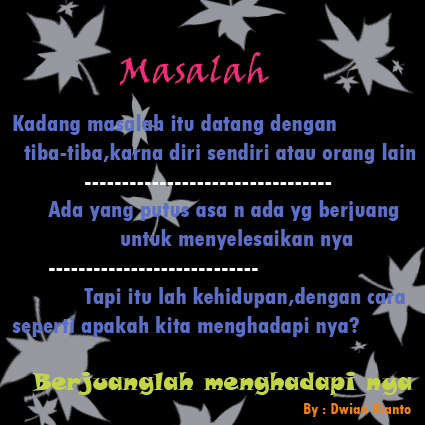 Masalah
Kadang masalah itu datang dengan
tiba-tiba,karna diri sendiri atau orang lain
---------------------------------
Ada yang putus asa n ada yg berjuang
untuk menyelesaikan nya
----------------------------
Tapi itu lah kehidupan,dengan cara
seperti apakah kita menghadapi nya?
Berjuanglah menghadapi nya
By : Dwian Rianto